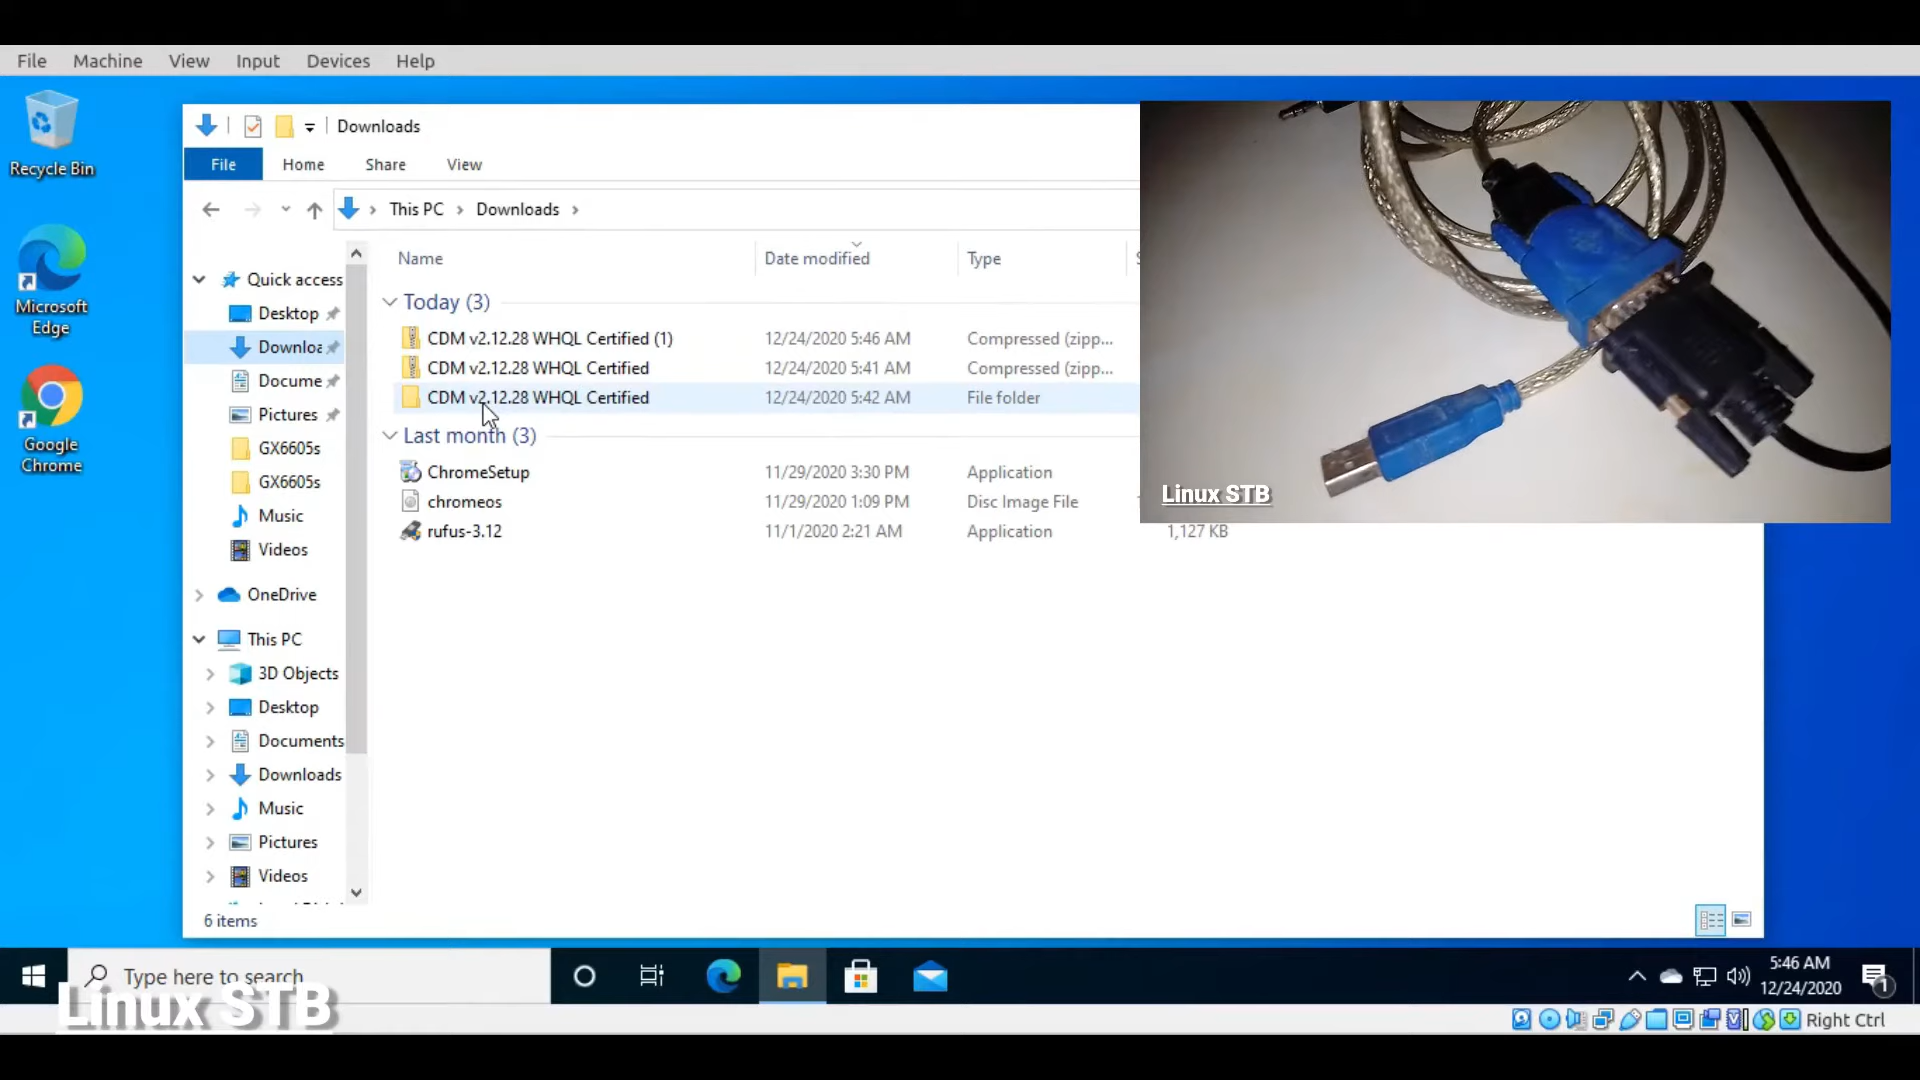 File Machine View Input Devices Help
Recycle Bin
Microsoft
Edge
Google
Chrome
Downloads
File Home Share View
This PC Downloads
Name Date modified Type
Quick access
Desktop
Downloa
Docume
Pictures
GX6605s
GX6605s
Music
Videos
OneDrive
This PC
3D Objects
Desktop
Documents
Downloads
Music
Pictures
Videos
Today (3)
CDM v2.12.28 WHQL Certified (1) 12/24/2020 5:46 AM Compressed (zipp...
CDM v2.12.28 WHQL Certified 12/24/2020 5:41 AM Compressed (zipp...
CDM v2.12.28 WHQL Certified 12/24/2020 5:42 AM File folder
Last month (3)
ChromeSetup 11/29/2020 3:30 PM Application
chromeos 11/29/2020 1:09 PM Disc Image File
rufus-3.12 11/1/2020 2:21 AM Application 1,127 KB
Linux STB
6 items
Type here to search
5:46 AM
12/24/2020
1
Linux STB
Right Ctrl